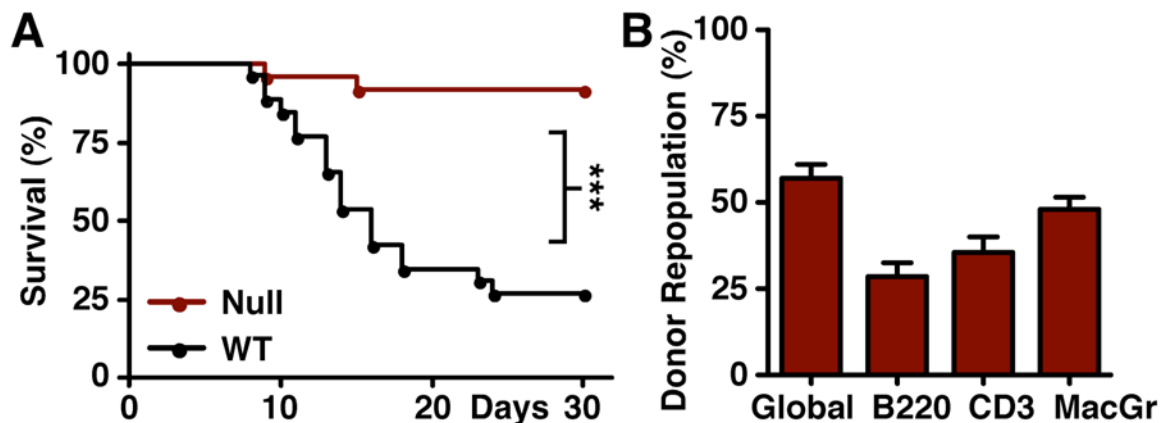 A
Survival (%)
100
75
50
25
0
0
10
20
Days
30
Null
WT
***
B
Donor Repopulation (%)
100
75
50
25
0
Global
B220
CD3
MacGr